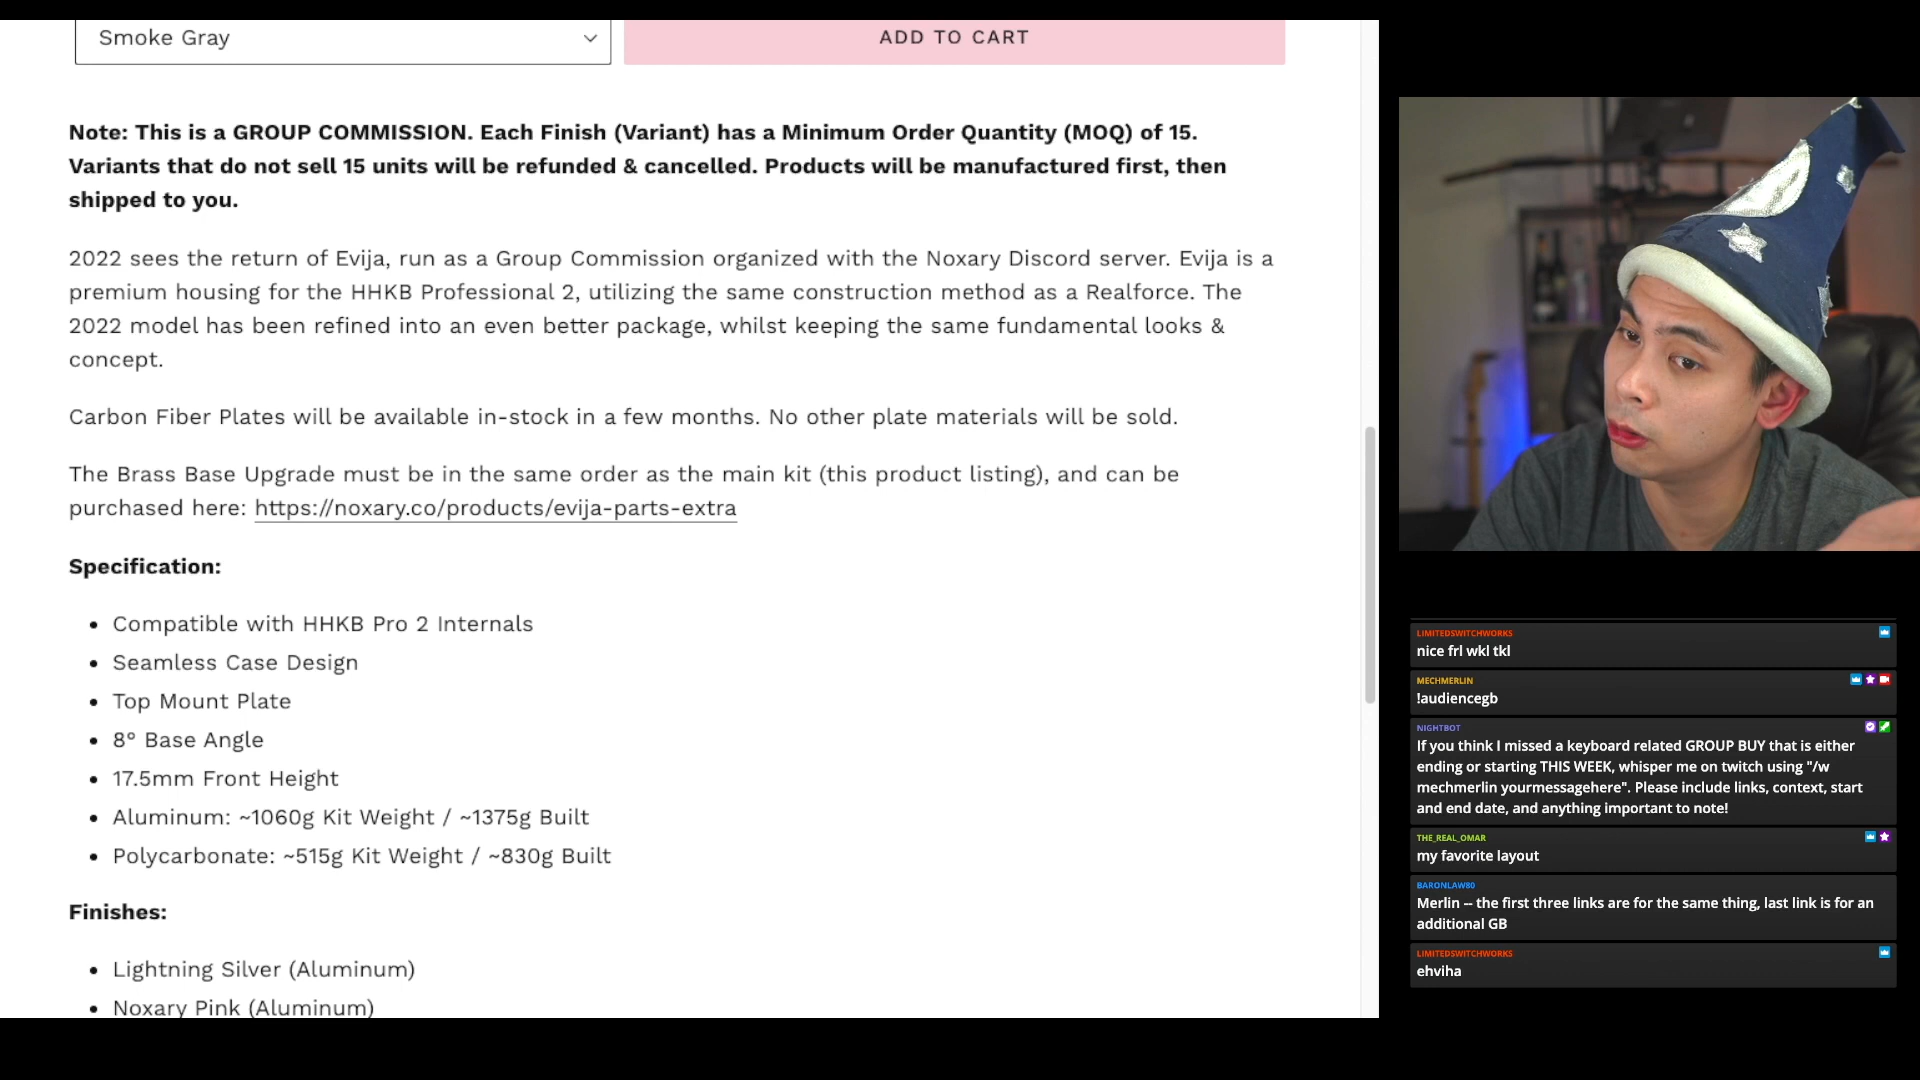 Smoke Gray
ADD TO CART
Note: This is a GROUP COMMISSION. Each Finish (Variant) has a Minimum Order Quantity (MOQ) of 15.
Variants that do not sell 15 units will be refunded & cancelled. Products will be manufactured first, then
shipped to you.
2022 sees the return of Evija, run as a Group Commission organized with the Noxary Discord server. Evija is a
premium housing for the HHKB Professional 2, utilizing the same construction method as a Realforce. The
2022 model has been refined into an even better package, whilst keeping the same fundamental looks &
concept.
Carbon Fiber Plates will be available in-stock in a few months. No other plate materials will be sold.
The Brass Base Upgrade must be in the same order as the main kit (this product listing), and can be
purchased here: https://noxary.co/products/evija-parts-extra
Specification:
• Compatible with HHKB Pro 2 Internals
• Seamless Case Design
• Top Mount Plate
• 8° Base Angle
• 17.5mm Front Height
• Aluminum: ~1060g Kit Weight / ~1375g Built
• Polycarbonate: ~515g Kit Weight / ~830g Built
Finishes:
• Lightning Silver (Aluminum)
• Noxary Pink (Aluminum)
LIMITEDSWITCHWORKS
nice frl wkl tkl
MECHMERLIN
!audiencegb
NIGHTBOT
If you think I missed a keyboard related GROUP BUY that is either
ending or starting THIS WEEK, whisper me on twitch using "/w
mechmerlin yourmessagehere". Please include links, context, start
and end date, and anything important to note!
THE_REAL_OMAR
my favorite layout
BARONLAW80
Merlin -- the first three links are for the same thing, last link is for an
additional GB
LIMITEDSWITCHWORKS
ehviha